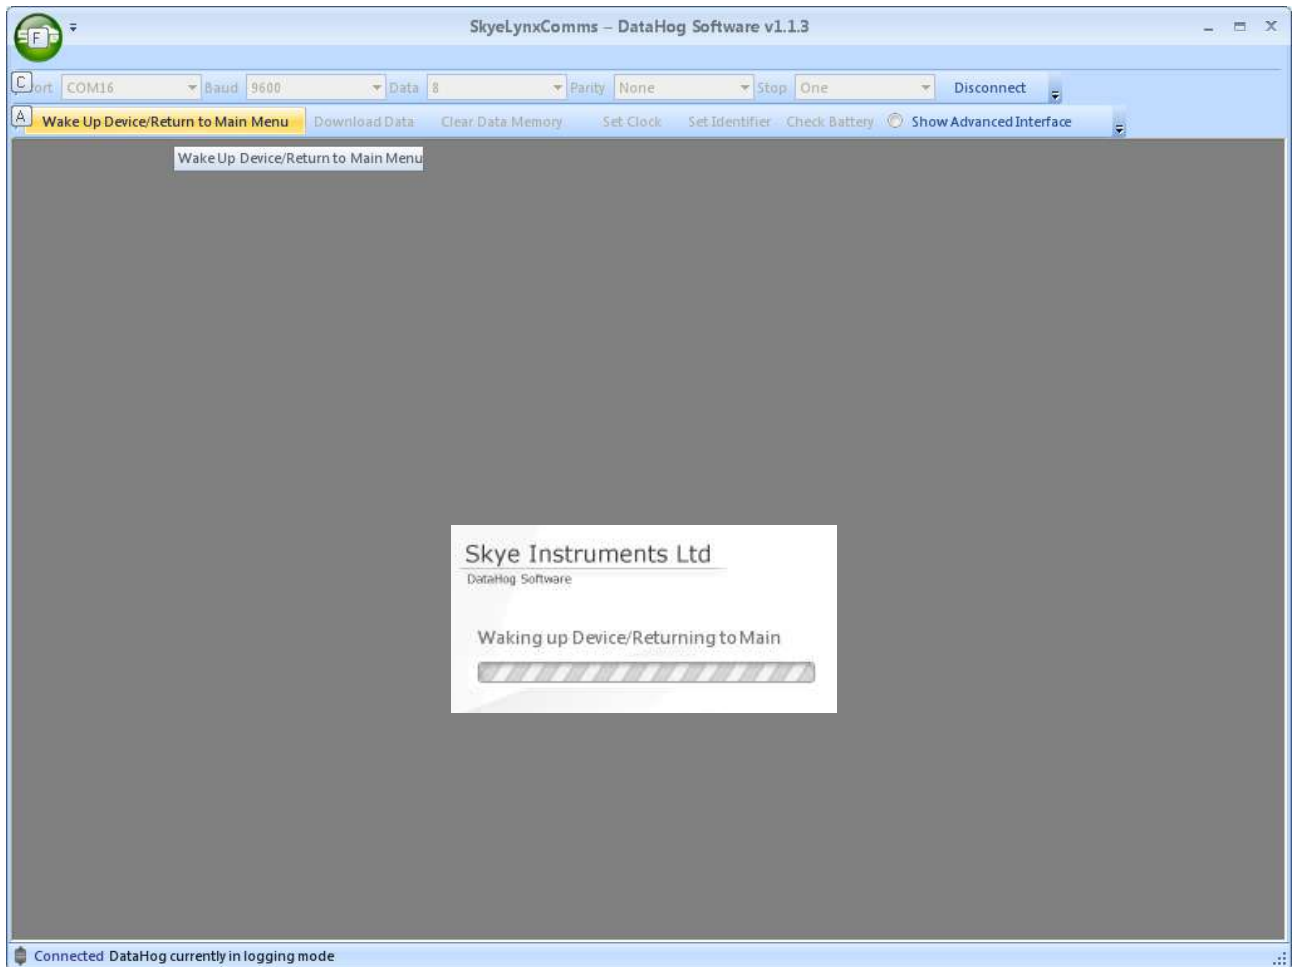 F
SkyeLynxComms – DataHog Software v1.1.3
C ort COM16 Baud 9600 Data 8 Parity None Stop One Disconnect
A Wake Up Device/Return to Main Menu Download Data Clear Data Memory Set Clock Set Identifier Check Battery Show Advanced Interface
Wake Up Device/Return to Main Menu
Skye Instruments Ltd
DataHog Software
Waking up Device/Returning to Main
Connected DataHog currently in logging mode